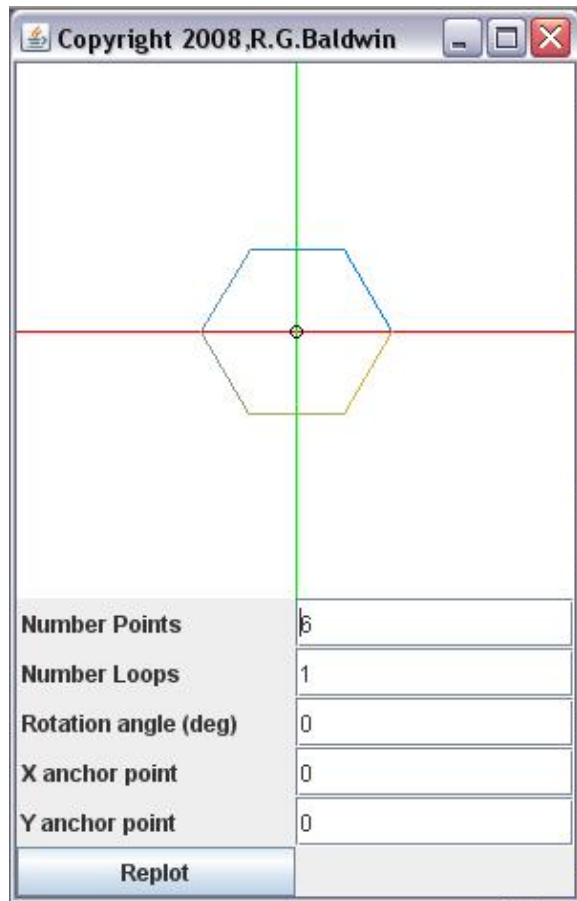 Copyright 2008,R.G.Baldwin
Number Points 6
Number Loops 1
Rotation angle (deg) 0
X anchor point 0
Y anchor point 0
Replot